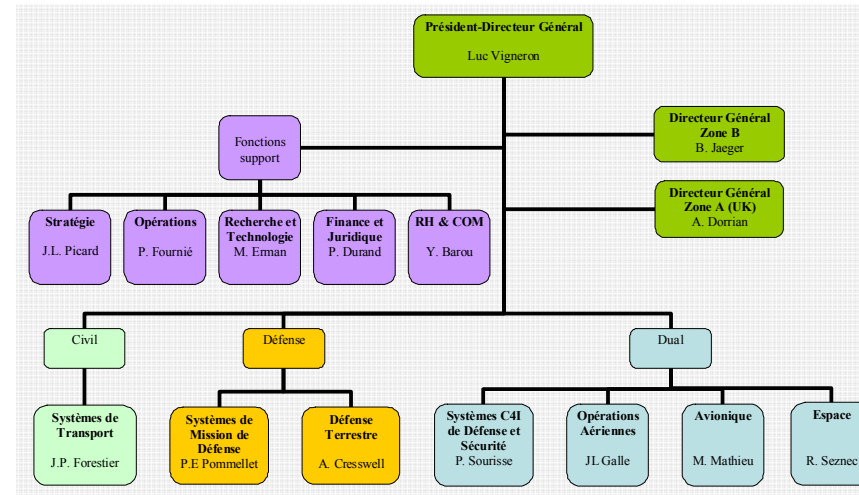 Président-Directeur Général
Luc Vigneron
Directeur Général
Zone B
B. Jaeger
Fonctions
support
Directeur Général
Zone A (UK)
A. Dorrian
Stratégie
J.L. Picard
Opérations
P. Fournié
Recherche et
Technologie
M. Erman
Finance et
Juridique
P. Durand
RH & COM
Y. Barou
Civil
Défense
Dual
Systèmes de
Transport
J.P. Forestier
Systèmes de
Mission de
Défense
P.E Pommellet
Défense
Terrestre
A. Cresswell
Systèmes C4I
de Défense et
Sécurité
P. Sourisse
Opérations
Aériennes
JL Galle
Avionique
M. Mathieu
Espace
R. Seznec